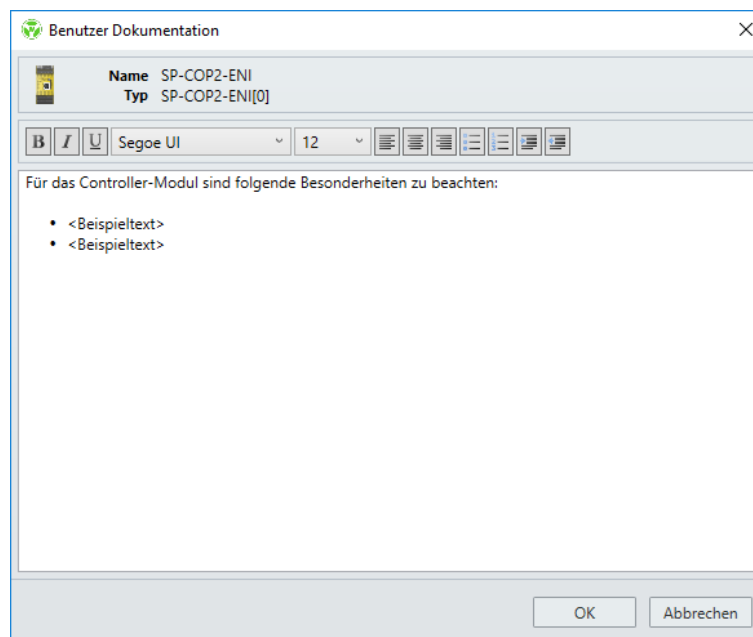 Benutzer Dokumentation
Name SP-COP2-ENI
Typ SP-COP2-ENI[0]
B I U Segoe UI 12
Für das Controller-Modul sind folgende Besonderheiten zu beachten:
• <Beispieltext>
• <Beispieltext>
OK Abbrechen